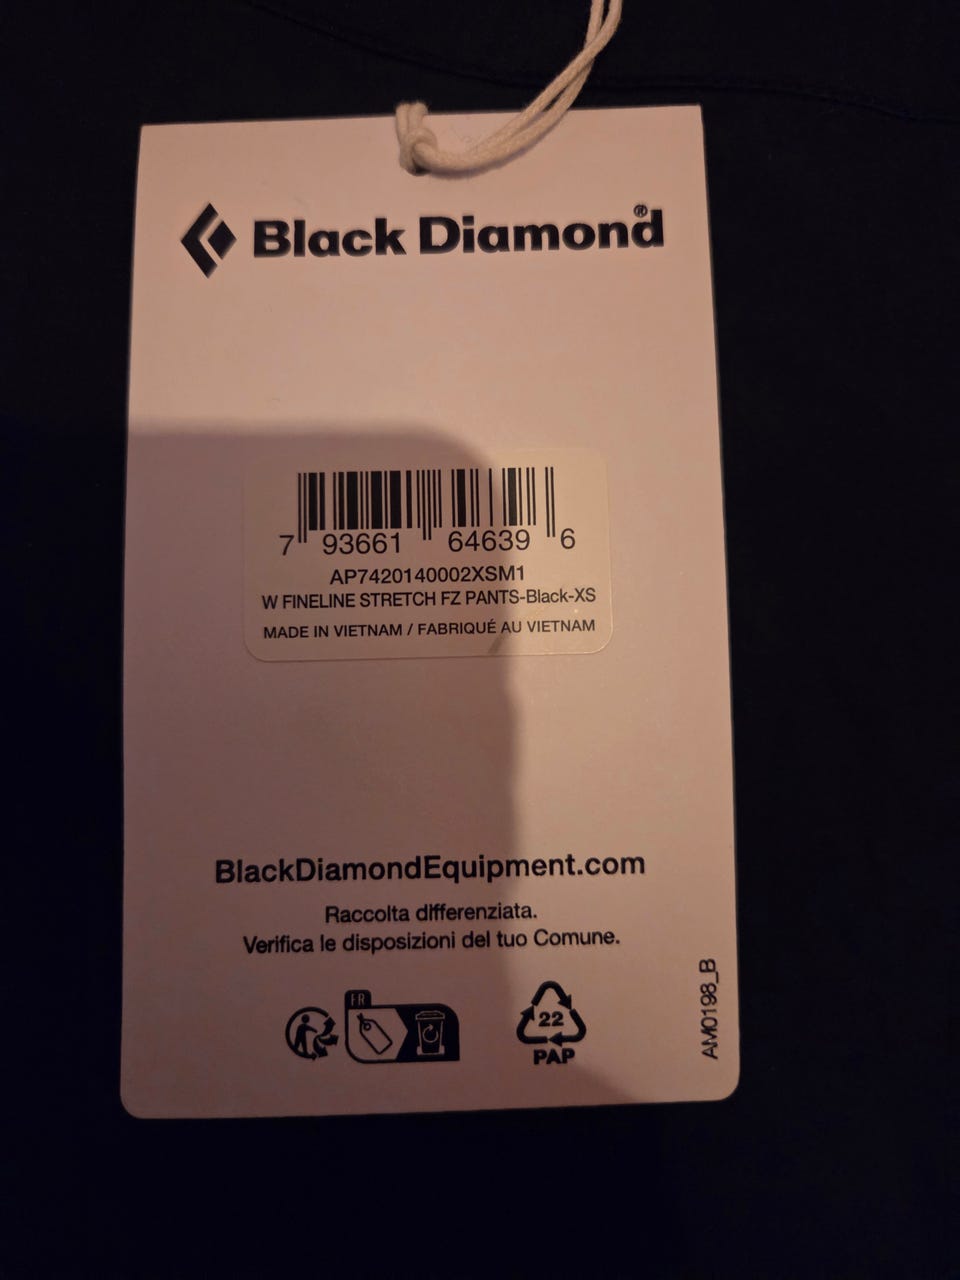 Black Diamond®
7 93661 64639 6
AP7420140002XSM1
W FINELINE STRETCH FZ PANTS-Black-XS
MADE IN VIETNAM / FABRIQUÉ AU VIETNAM
BlackDiamondEquipment.com
Raccolta differenziata.
Verifica le disposizioni del tuo Comune.
FR
22
PAP
AM0198_B